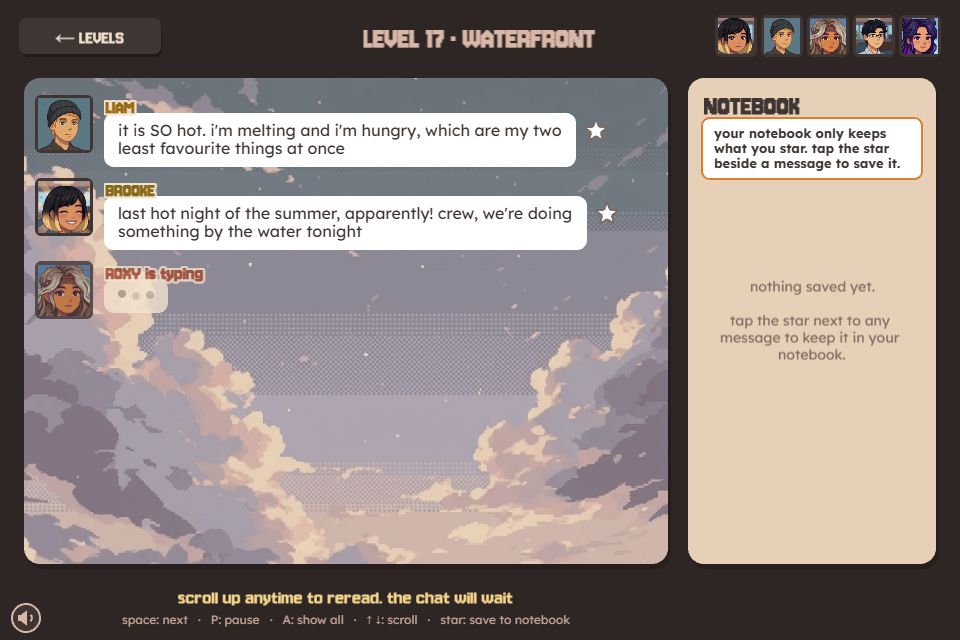 ← LEVELS
LEVEL 17 · WATERFRONT
LIAM
it is SO hot. i'm melting and i'm hungry, which are my two
least favourite things at once
BROOKE
last hot night of the summer, apparently! crew, we're doing
something by the water tonight
ROXY is typing
NOTEBOOK
your notebook only keeps
what you star. tap the star
beside a message to save it.
nothing saved yet.
tap the star next to any
message to keep it in your
notebook.
scroll up anytime to reread. the chat will wait
space: next · P: pause · A: show all · ↑↓: scroll · star: save to notebook